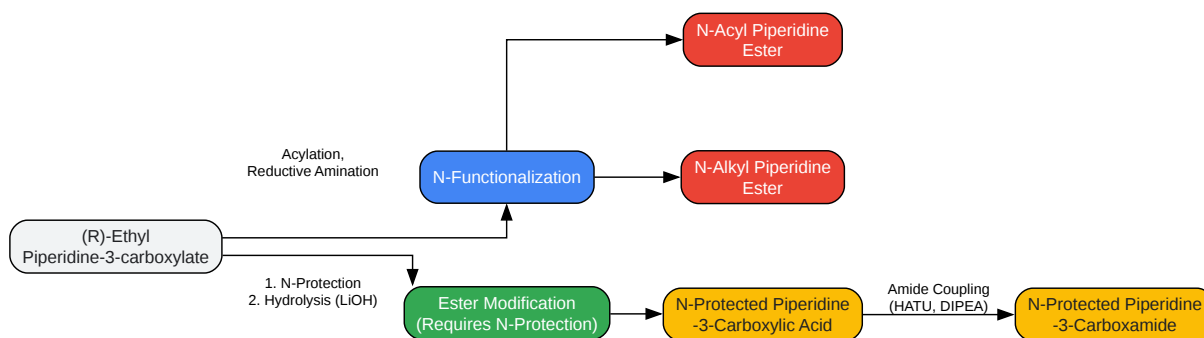 N-Acyl Piperidine
Ester
Acylation,
Reductive Amination
N-Functionalization
N-Alkyl Piperidine
Ester
(R)-Ethyl
Piperidine-3-carboxylate
1. N-Protection
2. Hydrolysis (LiOH)
Ester Modification
(Requires N-Protection)
N-Protected Piperidine
-3-Carboxylic Acid
Amide Coupling
(HATU, DIPEA)
N-Protected Piperidine
-3-Carboxamide